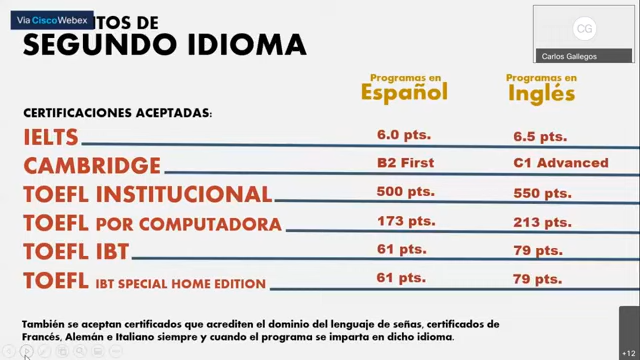 Via Cisco Webex
TOS DE
SEGUNDO IDIOMA
CG
Carlos Gallegos
Programas en Español
Programas en Inglés
CERTIFICACIONES ACEPTADAS:
IELTS 6.0 pts. 6.5 pts.
CAMBRIDGE B2 First C1 Advanced
TOEFL INSTITUCIONAL 500 pts. 550 pts.
TOEFL POR COMPUTADORA 173 pts. 213 pts.
TOEFL IBT 61 pts. 79 pts.
TOEFL IBT SPECIAL HOME EDITION 61 pts. 79 pts.
También se aceptan certificados que acrediten el dominio del lenguaje de señas, certificados de
Francés, Alemán e Italiano siempre y cuando el programa se imparta en dicho idioma.
+12